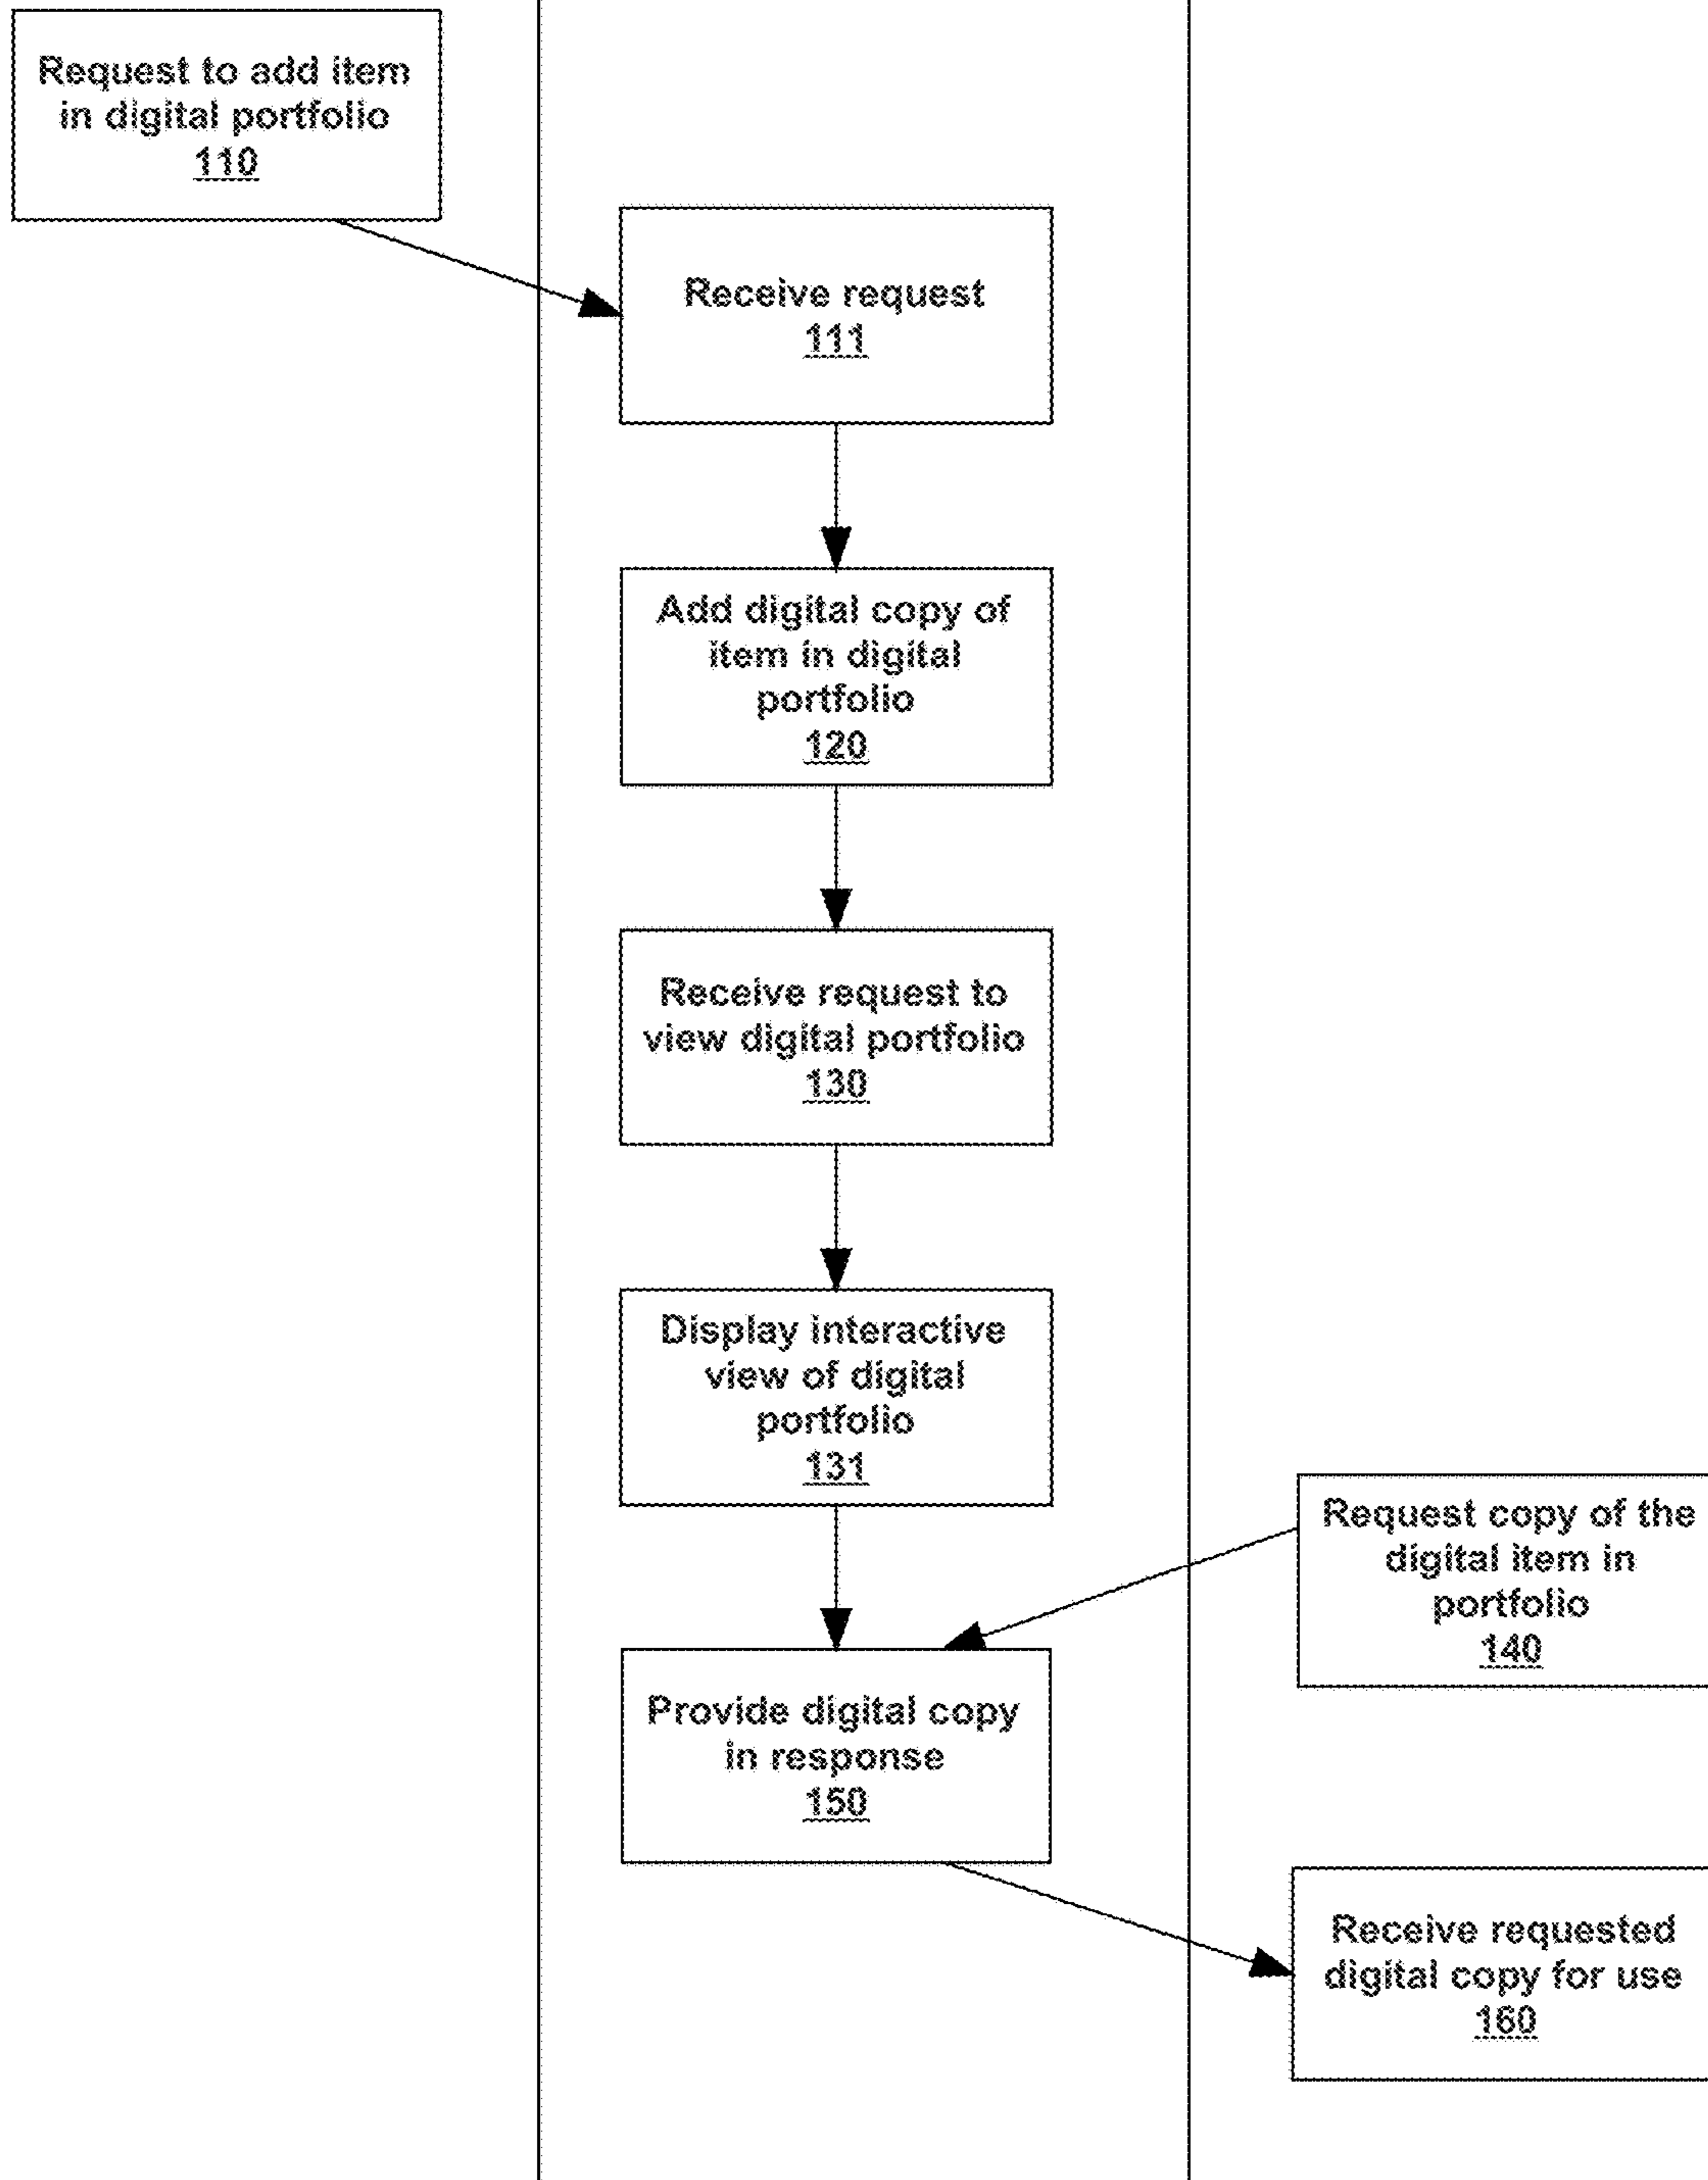 Request to add item
in digital portfolio
110
Receive request
111
Add digital copy of
item in digital
portfolio
120
Receive request to
view digital portfolio
130
Display interactive
view of digital
portfolio
131
Request copy of the
digital item in
portfolio
140
Provide digital copy
in response
150
Receive requested
digital copy for use
160